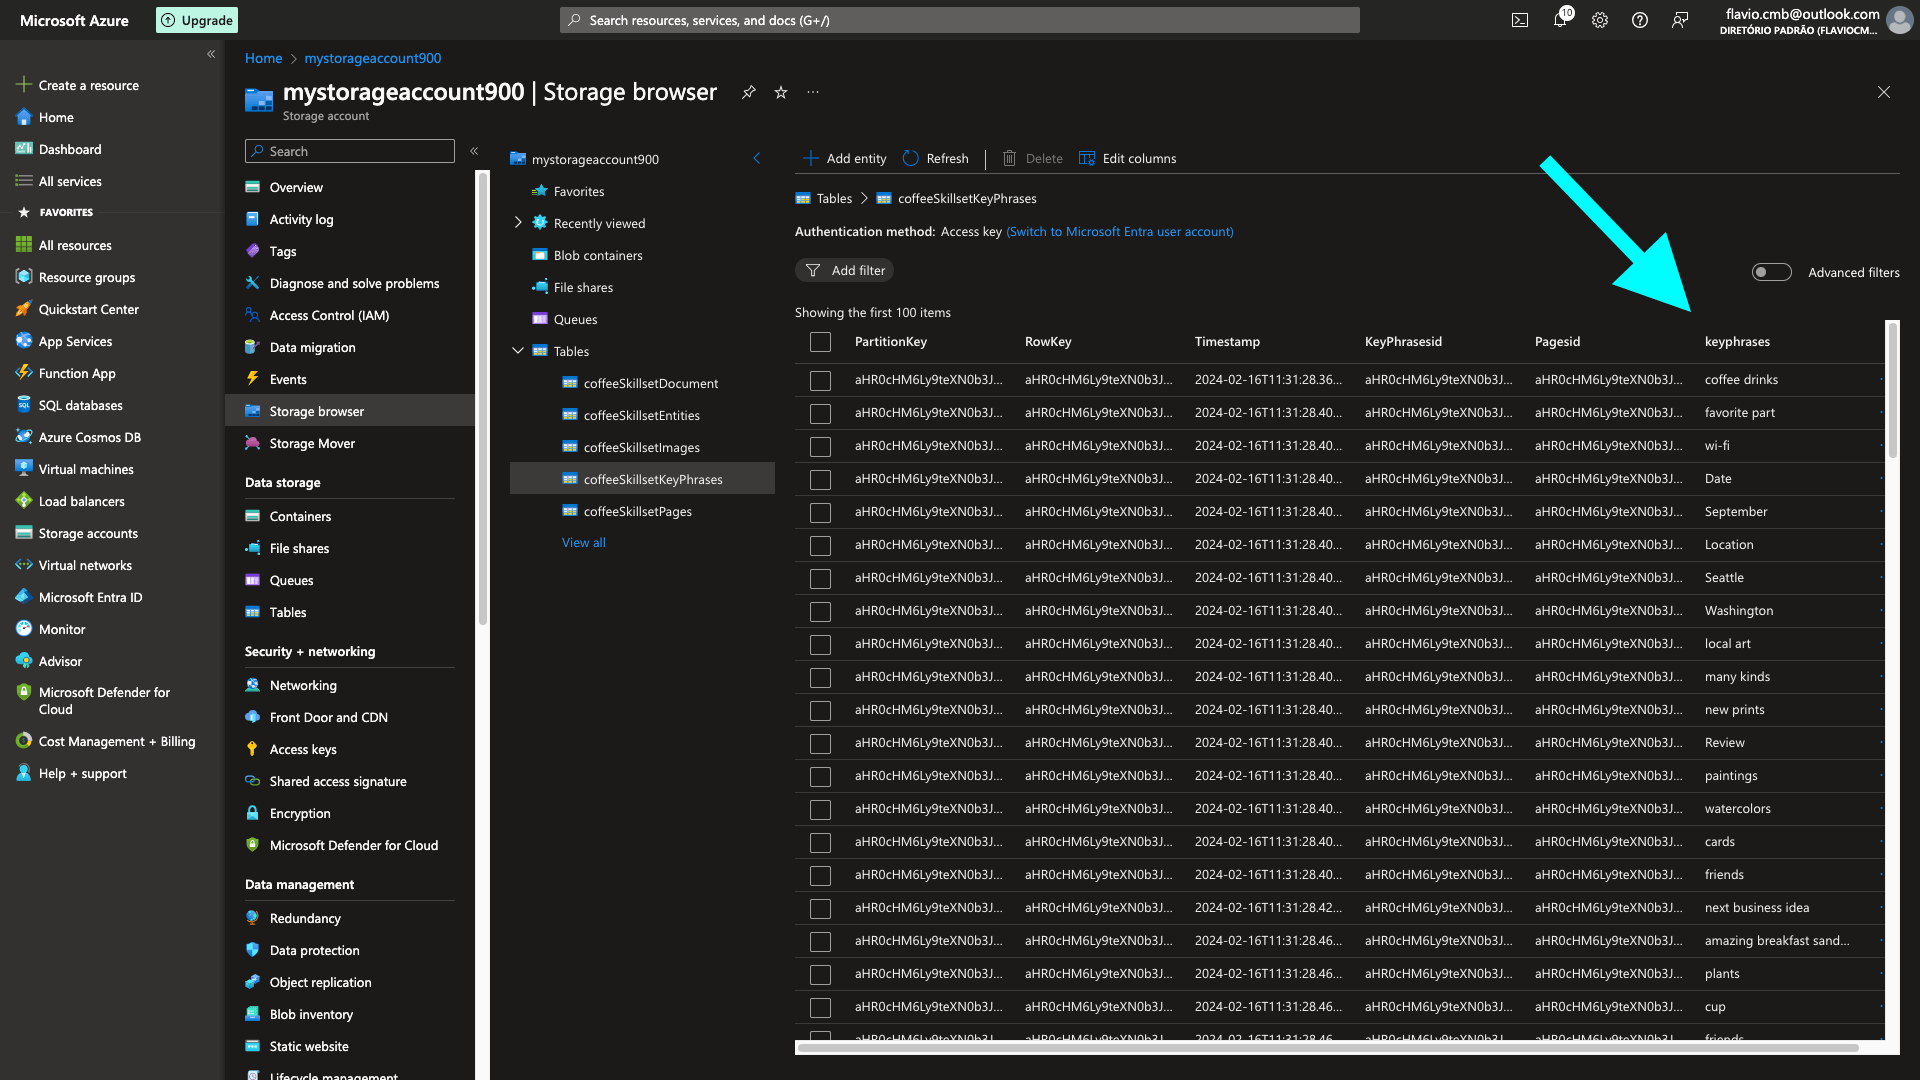 Microsoft Azure
Upgrade
Search resources, services, and docs (G+/)
10
flavio.cmb@outlook.com
DIRETÓRIO PADRÃO (FLAVIOCM...
Create a resource
Home
Dashboard
All services
FAVORITES
All resources
Resource groups
Quickstart Center
App Services
Function App
SQL databases
Azure Cosmos DB
Virtual machines
Load balancers
Storage accounts
Virtual networks
Microsoft Entra ID
Monitor
Advisor
Microsoft Defender for
Cloud
Cost Management + Billing
Help + support
Home > mystorageaccount900
mystorageaccount900 | Storage browser
Storage account
Search
Overview
Activity log
Tags
Diagnose and solve problems
Access Control (IAM)
Data migration
Events
Storage browser
Storage Mover
Data storage
Containers
File shares
Queues
Tables
Security + networking
Networking
Front Door and CDN
Access keys
Shared access signature
Encryption
Microsoft Defender for Cloud
Data management
Redundancy
Data protection
Object replication
Blob inventory
Static website
Lifecycle management
mystorageaccount900
Favorites
Recently viewed
Blob containers
File shares
Queues
Tables
coffeeSkillsetDocument
coffeeSkillsetEntities
coffeeSkillsetImages
coffeeSkillsetKeyPhrases
coffeeSkillsetPages
View all
Add entity Refresh Delete Edit columns
Tables > coffeeSkillsetKeyPhrases
Authentication method: Access key (Switch to Microsoft Entra user account)
Add filter
Advanced filters
Showing the first 100 items
PartitionKey RowKey Timestamp KeyPhrasesid Pagesid keyphrases
aHR0cHM6Ly9teXN0b3J... aHR0cHM6Ly9teXN0b3J... 2024-02-16T11:31:28.36... aHR0cHM6Ly9teXN0b3J... aHR0cHM6Ly9teXN0b3J... coffee drinks
aHR0cHM6Ly9teXN0b3J... aHR0cHM6Ly9teXN0b3J... 2024-02-16T11:31:28.40... aHR0cHM6Ly9teXN0b3J... aHR0cHM6Ly9teXN0b3J... favorite part
aHR0cHM6Ly9teXN0b3J... aHR0cHM6Ly9teXN0b3J... 2024-02-16T11:31:28.40... aHR0cHM6Ly9teXN0b3J... aHR0cHM6Ly9teXN0b3J... wi-fi
aHR0cHM6Ly9teXN0b3J... aHR0cHM6Ly9teXN0b3J... 2024-02-16T11:31:28.40... aHR0cHM6Ly9teXN0b3J... aHR0cHM6Ly9teXN0b3J... Date
aHR0cHM6Ly9teXN0b3J... aHR0cHM6Ly9teXN0b3J... 2024-02-16T11:31:28.40... aHR0cHM6Ly9teXN0b3J... aHR0cHM6Ly9teXN0b3J... September
aHR0cHM6Ly9teXN0b3J... aHR0cHM6Ly9teXN0b3J... 2024-02-16T11:31:28.40... aHR0cHM6Ly9teXN0b3J... aHR0cHM6Ly9teXN0b3J... Location
aHR0cHM6Ly9teXN0b3J... aHR0cHM6Ly9teXN0b3J... 2024-02-16T11:31:28.40... aHR0cHM6Ly9teXN0b3J... aHR0cHM6Ly9teXN0b3J... Seattle
aHR0cHM6Ly9teXN0b3J... aHR0cHM6Ly9teXN0b3J... 2024-02-16T11:31:28.40... aHR0cHM6Ly9teXN0b3J... aHR0cHM6Ly9teXN0b3J... Washington
aHR0cHM6Ly9teXN0b3J... aHR0cHM6Ly9teXN0b3J... 2024-02-16T11:31:28.40... aHR0cHM6Ly9teXN0b3J... aHR0cHM6Ly9teXN0b3J... local art
aHR0cHM6Ly9teXN0b3J... aHR0cHM6Ly9teXN0b3J... 2024-02-16T11:31:28.40... aHR0cHM6Ly9teXN0b3J... aHR0cHM6Ly9teXN0b3J... many kinds
aHR0cHM6Ly9teXN0b3J... aHR0cHM6Ly9teXN0b3J... 2024-02-16T11:31:28.40... aHR0cHM6Ly9teXN0b3J... aHR0cHM6Ly9teXN0b3J... new prints
aHR0cHM6Ly9teXN0b3J... aHR0cHM6Ly9teXN0b3J... 2024-02-16T11:31:28.40... aHR0cHM6Ly9teXN0b3J... aHR0cHM6Ly9teXN0b3J... Review
aHR0cHM6Ly9teXN0b3J... aHR0cHM6Ly9teXN0b3J... 2024-02-16T11:31:28.40... aHR0cHM6Ly9teXN0b3J... aHR0cHM6Ly9teXN0b3J... paintings
aHR0cHM6Ly9teXN0b3J... aHR0cHM6Ly9teXN0b3J... 2024-02-16T11:31:28.40... aHR0cHM6Ly9teXN0b3J... aHR0cHM6Ly9teXN0b3J... watercolors
aHR0cHM6Ly9teXN0b3J... aHR0cHM6Ly9teXN0b3J... 2024-02-16T11:31:28.40... aHR0cHM6Ly9teXN0b3J... aHR0cHM6Ly9teXN0b3J... cards
aHR0cHM6Ly9teXN0b3J... aHR0cHM6Ly9teXN0b3J... 2024-02-16T11:31:28.40... aHR0cHM6Ly9teXN0b3J... aHR0cHM6Ly9teXN0b3J... friends
aHR0cHM6Ly9teXN0b3J... aHR0cHM6Ly9teXN0b3J... 2024-02-16T11:31:28.42... aHR0cHM6Ly9teXN0b3J... aHR0cHM6Ly9teXN0b3J... next business idea
aHR0cHM6Ly9teXN0b3J... aHR0cHM6Ly9teXN0b3J... 2024-02-16T11:31:28.46... aHR0cHM6Ly9teXN0b3J... aHR0cHM6Ly9teXN0b3J... amazing breakfast sand...
aHR0cHM6Ly9teXN0b3J... aHR0cHM6Ly9teXN0b3J... 2024-02-16T11:31:28.46... aHR0cHM6Ly9teXN0b3J... aHR0cHM6Ly9teXN0b3J... plants
aHR0cHM6Ly9teXN0b3J... aHR0cHM6Ly9teXN0b3J... 2024-02-16T11:31:28.46... aHR0cHM6Ly9teXN0b3J... aHR0cHM6Ly9teXN0b3J... cup
aHR0cHM6Ly9teXN0b3J... aHR0cHM6Ly9teXN0b3J... 2024-02-16T11:31:28.46... aHR0cHM6Ly9teXN0b3J... aHR0cHM6Ly9teXN0b3J... friends